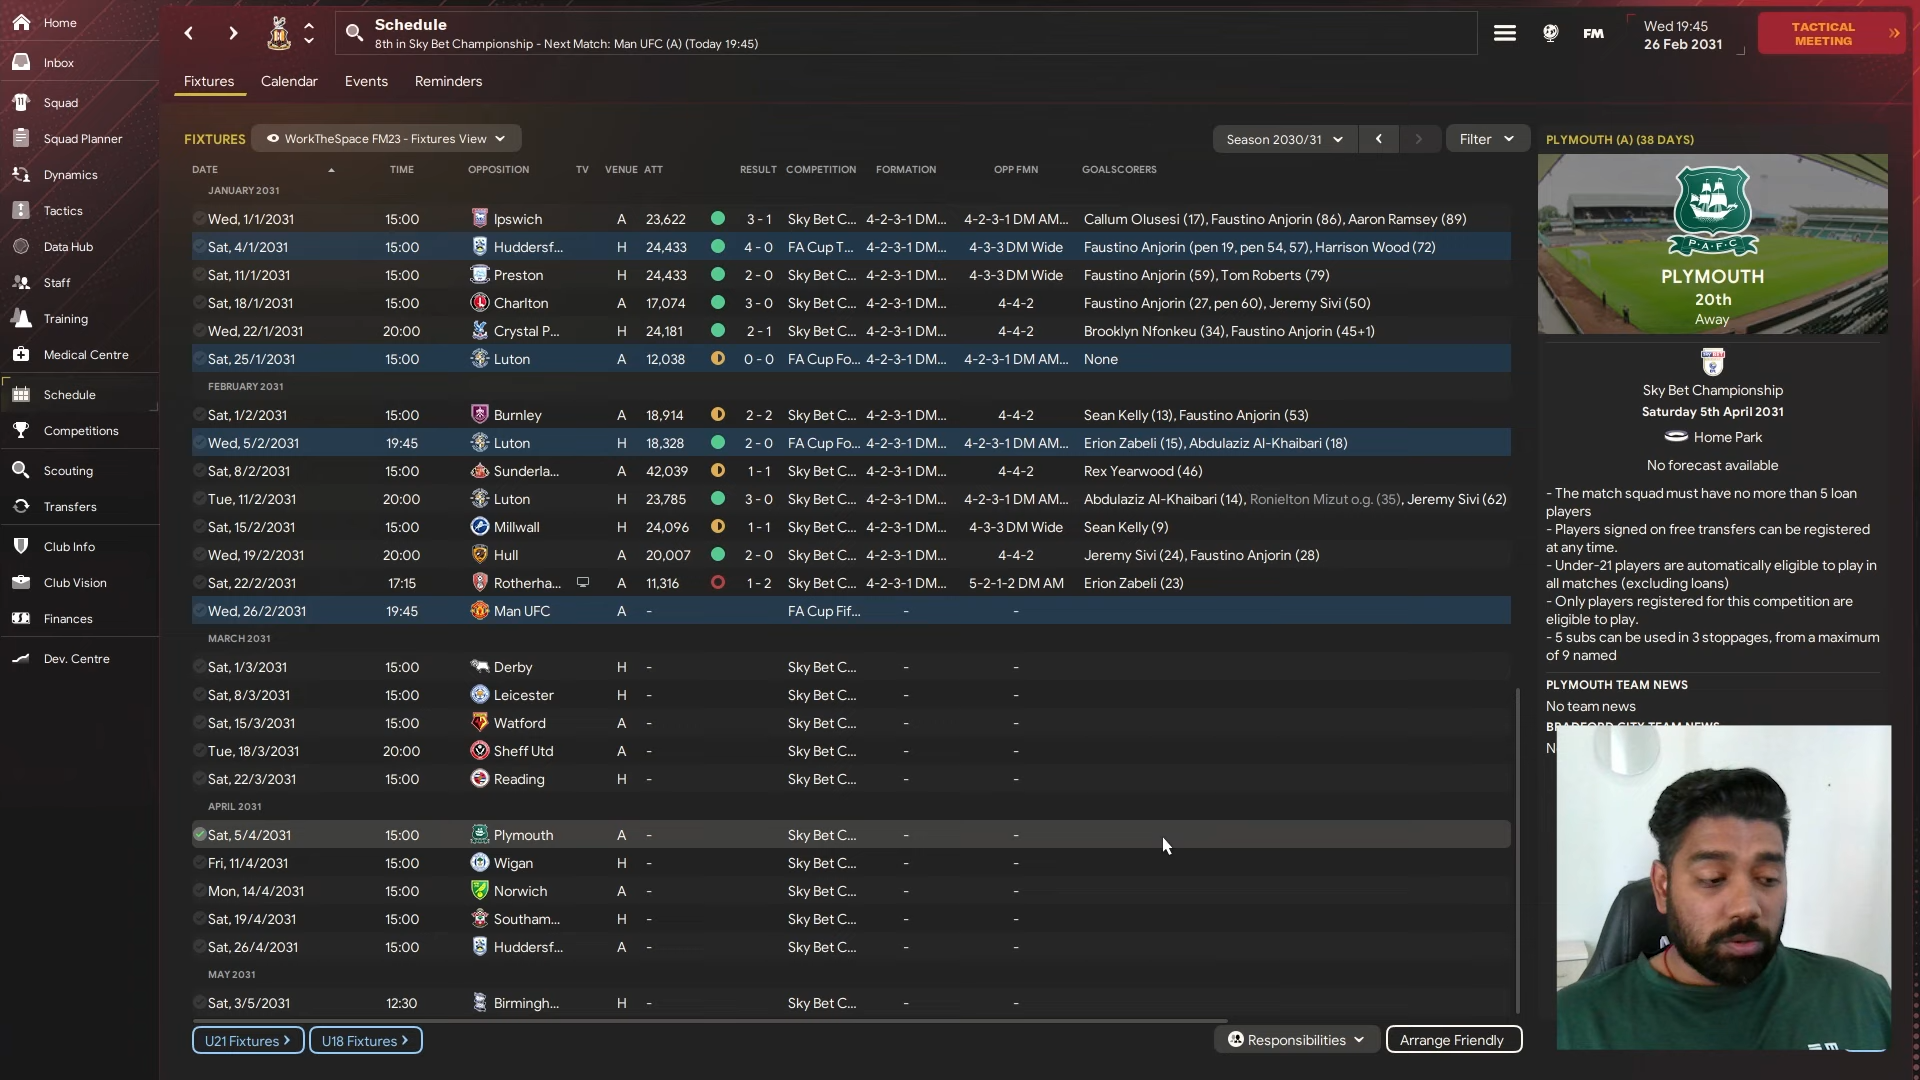 Home
Inbox
Squad
Squad Planner
Dynamics
Tactics
Data Hub
Staff
Training
Medical Centre
Schedule
Competitions
Scouting
Transfers
Club Info
Club Vision
Finances
Dev. Centre
Schedule
8th in Sky Bet Championship - Next Match: Man UFC (A) (Today 19:45)
FM
Wed 19:45
26 Feb 2031
TACTICAL MEETING
Fixtures Calendar Events Reminders
FIXTURES WorkTheSpace FM23 - Fixtures View Season 2030/31 Filter
DATE TIME OPPOSITION TV VENUE ATT RESULT COMPETITION FORMATION OPP FMN GOALSCORERS
JANUARY 2031
Wed, 1/1/2031 15:00 Ipswich A 23,622 3 - 1 Sky Bet C... 4-2-3-1 DM... 4-2-3-1 DM AM... Callum Olusesi (17), Faustino Anjorin (86), Aaron Ramsey (89)
Sat, 4/1/2031 15:00 Huddersf... H 24,433 4 - 0 FA Cup T... 4-2-3-1 DM... 4-3-3 DM Wide Faustino Anjorin (pen 19, pen 54, 57), Harrison Wood (72)
Sat, 11/1/2031 15:00 Preston H 24,433 2 - 0 Sky Bet C... 4-2-3-1 DM... 4-3-3 DM Wide Faustino Anjorin (59), Tom Roberts (79)
Sat, 18/1/2031 15:00 Charlton A 17,074 3 - 0 Sky Bet C... 4-2-3-1 DM... 4-4-2 Faustino Anjorin (27, pen 60), Jeremy Sivi (50)
Wed, 22/1/2031 20:00 Crystal P... H 24,181 2 - 1 Sky Bet C... 4-2-3-1 DM... 4-4-2 Brooklyn Nfonkeu (34), Faustino Anjorin (45+1)
Sat, 25/1/2031 15:00 Luton A 12,038 0 - 0 FA Cup Fo... 4-2-3-1 DM... 4-2-3-1 DM AM... None
FEBRUARY 2031
Sat, 1/2/2031 15:00 Burnley A 18,914 2 - 2 Sky Bet C... 4-2-3-1 DM... 4-4-2 Sean Kelly (13), Faustino Anjorin (53)
Wed, 5/2/2031 19:45 Luton H 18,328 2 - 0 FA Cup Fo... 4-2-3-1 DM... 4-2-3-1 DM AM... Erion Zabeli (15), Abdulaziz Al-Khaibari (18)
Sat, 8/2/2031 15:00 Sunderla... A 42,039 1 - 1 Sky Bet C... 4-2-3-1 DM... 4-4-2 Rex Yearwood (46)
Tue, 11/2/2031 20:00 Luton H 23,785 3 - 0 Sky Bet C... 4-2-3-1 DM... 4-2-3-1 DM AM... Abdulaziz Al-Khaibari (14), Ronielton Mizut o.g. (35), Jeremy Sivi (62)
Sat, 15/2/2031 15:00 Millwall H 24,096 1 - 1 Sky Bet C... 4-2-3-1 DM... 4-3-3 DM Wide Sean Kelly (9)
Wed, 19/2/2031 20:00 Hull A 20,007 2 - 0 Sky Bet C... 4-2-3-1 DM... 4-4-2 Jeremy Sivi (24), Faustino Anjorin (28)
Sat, 22/2/2031 17:15 Rotherha... A 11,316 1 - 2 Sky Bet C... 4-2-3-1 DM... 5-2-1-2 DM AM Erion Zabeli (23)
Wed, 26/2/2031 19:45 Man UFC A - FA Cup Fif... - -
MARCH 2031
Sat, 1/3/2031 15:00 Derby H - Sky Bet C... - -
Sat, 8/3/2031 15:00 Leicester H - Sky Bet C... - -
Sat, 15/3/2031 15:00 Watford A - Sky Bet C... - -
Tue, 18/3/2031 20:00 Sheff Utd A - Sky Bet C... - -
Sat, 22/3/2031 15:00 Reading H - Sky Bet C... - -
APRIL 2031
Sat, 5/4/2031 15:00 Plymouth A - Sky Bet C... - -
Fri, 11/4/2031 15:00 Wigan H - Sky Bet C... - -
Mon, 14/4/2031 15:00 Norwich A - Sky Bet C... - -
Sat, 19/4/2031 15:00 Southam... H - Sky Bet C... - -
Sat, 26/4/2031 15:00 Huddersf... A - Sky Bet C... - -
MAY 2031
Sat, 3/5/2031 12:30 Birmingh... H - Sky Bet C... - -
U21 Fixtures U18 Fixtures Responsibilities Arrange Friendly
PLYMOUTH (A) (38 DAYS)
P·A·F·C
PLYMOUTH
20th
Away
Sky Bet Championship
Saturday 5th April 2031
Home Park
No forecast available
- The match squad must have no more than 5 loan
players
- Players signed on free transfers can be registered
at any time.
- Under-21 players are automatically eligible to play in
all matches (excluding loans)
- Only players registered for this competition are
eligible to play.
- 5 subs can be used in 3 stoppages, from a maximum
of 9 named
PLYMOUTH TEAM NEWS
No team news
BRADFORD CITY TEAM NEWS